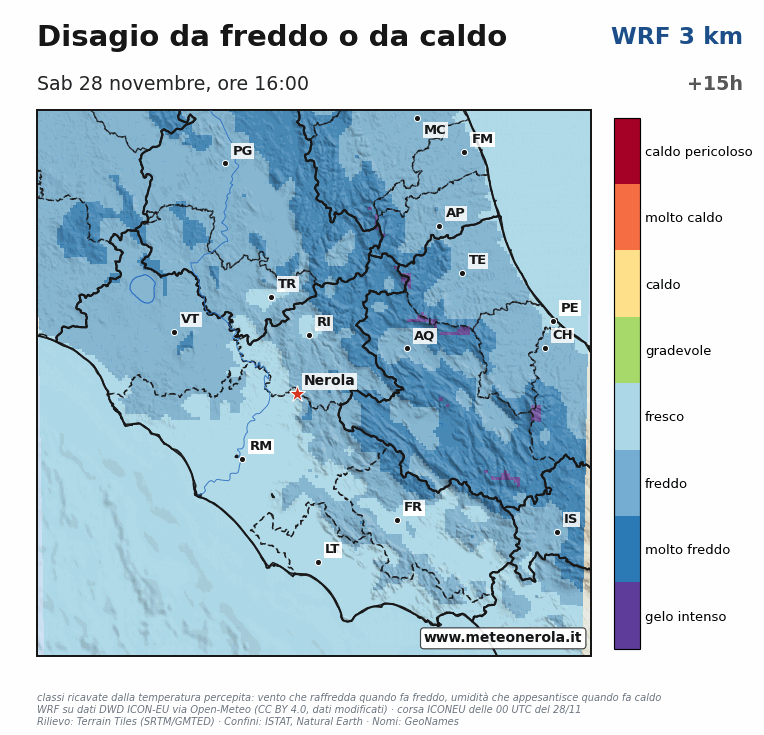 Disagio da freddo o da caldo
WRF 3 km
Sab 28 novembre, ore 16:00
+15h
MC
FM
PG
AP
TE
TR
PE
VT
RI
AQ
CH
Nerola
RM
FR
IS
LT
www.meteonerola.it
caldo pericoloso
molto caldo
caldo
gradevole
fresco
freddo
molto freddo
gelo intenso
classi ricavate dalla temperatura percepita: vento che raffredda quando fa freddo, umidità che appesantisce quando fa caldo
WRF su dati DWD ICON-EU via Open-Meteo (CC BY 4.0, dati modificati) · corsa ICONEU delle 00 UTC del 28/11
Rilievo: Terrain Tiles (SRTM/GMTED) · Confini: ISTAT, Natural Earth · Nomi: GeoNames